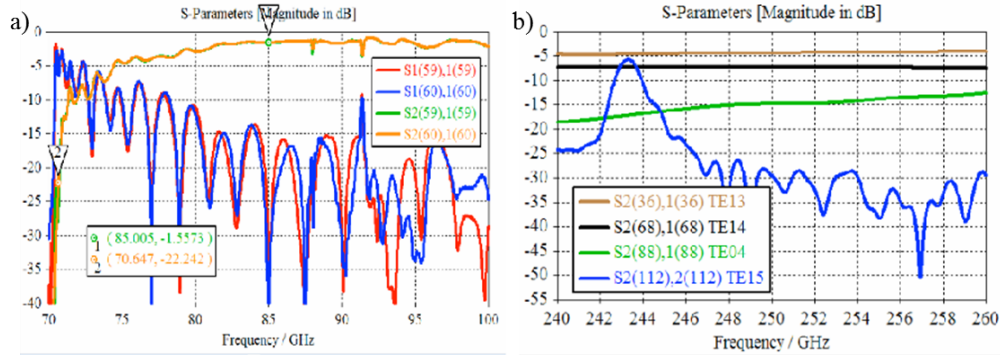 a)
S-Parameters [Magnitude in dB]
1
0
-5
-10
-15
-20
-25
-30
-35
-40
2
S1(59),1(59)
S1(60),1(60)
S2(59),1(59)
S2(60),1(60)
1 ( 85.005, -1.5573 )
2 ( 70.647, -22.242 )
70 75 80 85 90 95 100
Frequency / GHz
b)
S-Parameters [Magnitude in dB]
0
-5
-10
-15
-20
-25
-30
-35
-40
-45
-50
-55
S2(36),1(36) TE13
S2(68),1(68) TE14
S2(88),1(88) TE04
S2(112),2(112) TE15
240 242 244 246 248 250 252 254 256 258 260
Frequency / GHz